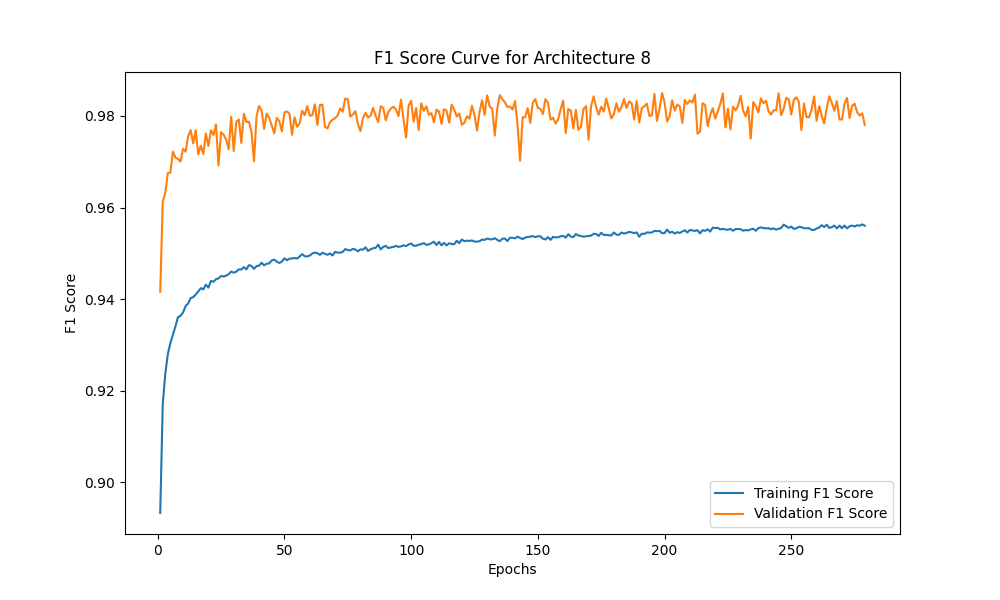 F1 Score Curve for Architecture 8
F1 Score
0.98
0.96
0.94
0.92
0.90
0
50
100
150
200
250
Epochs
Training F1 Score
Validation F1 Score